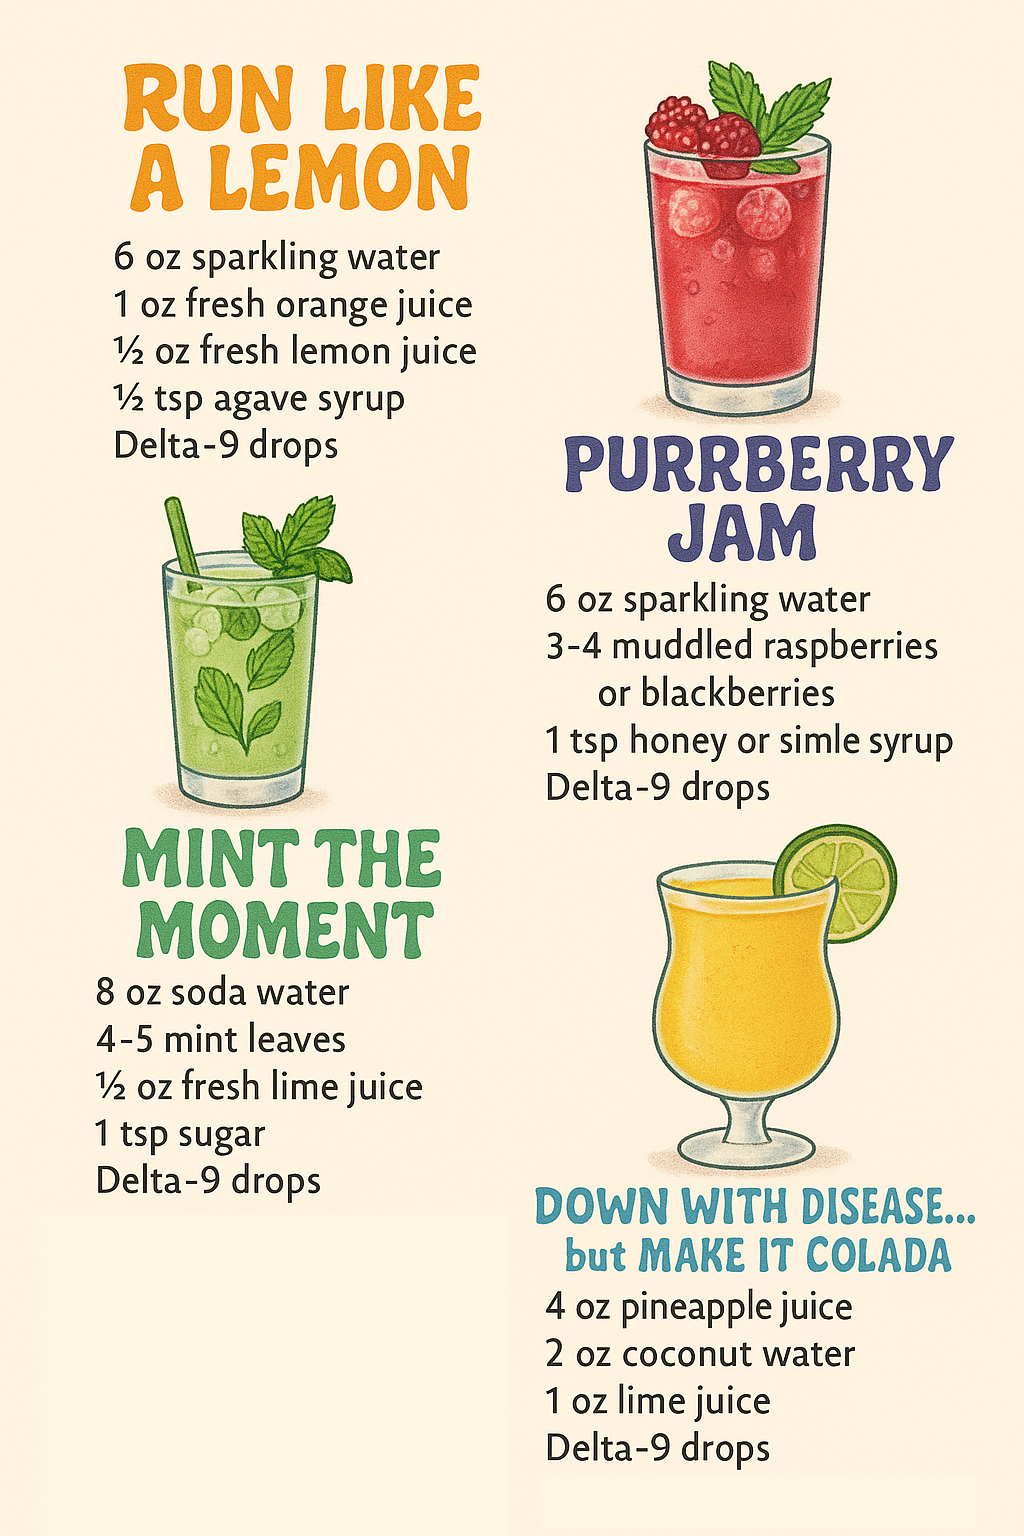 RUN LIKE
A LEMON
6 oz sparkling water
1 oz fresh orange juice
½ oz fresh lemon juice
½ tsp agave syrup
Delta-9 drops
MINT THE
MOMENT
8 oz soda water
4-5 mint leaves
½ oz fresh lime juice
1 tsp sugar
Delta-9 drops
PURRBERRY
JAM
6 oz sparkling water
3-4 muddled raspberries
or blackberries
1 tsp honey or simle syrup
Delta-9 drops
DOWN WITH DISEASE...
but MAKE IT COLADA
4 oz pineapple juice
2 oz coconut water
1 oz lime juice
Delta-9 drops